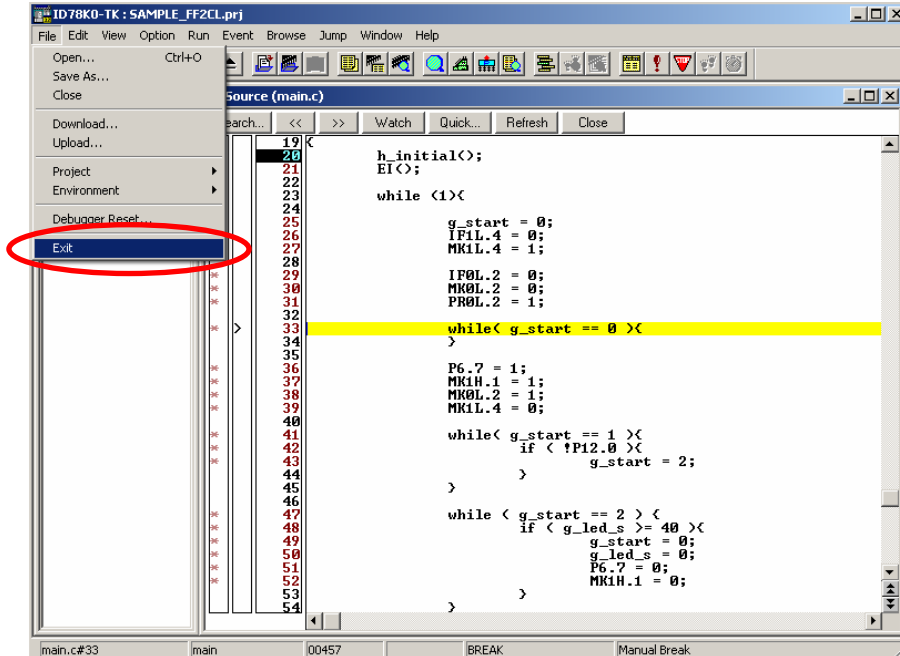 ID78K0-TK : SAMPLE_FF2CL.prj
File Edit View Option Run Event Browse Jump Window Help
Open... Ctrl+O
Save As...
Close
Download...
Upload...
Project
Environment
Debugger Reset...
Exit
Source (main.c)
earch... << >> Watch Quick... Refresh Close
19 {
20 h_initial();
21 EI();
22
23 while (1){
24
25 g_start = 0;
26 IF1L.4 = 0;
27 MK1L.4 = 1;
28
* 29 IF0L.2 = 0;
* 30 MK0L.2 = 0;
* 31 PR0L.2 = 1;
32
* > 33 while( g_start == 0 ){
34 }
35
* 36 P6.7 = 1;
* 37 MK1H.1 = 1;
* 38 MK0L.2 = 1;
* 39 MK1L.4 = 0;
40
* 41 while( g_start == 1 ){
* 42 if ( !P12.0 ){
* 43 g_start = 2;
44 }
45 }
46
* 47 while ( g_start == 2 ) {
* 48 if ( g_led_s >= 40 ){
* 49 g_start = 0;
* 50 g_led_s = 0;
* 51 P6.7 = 0;
* 52 MK1H.1 = 0;
53 }
54 }
main.c#33 main 00457 BREAK Manual Break